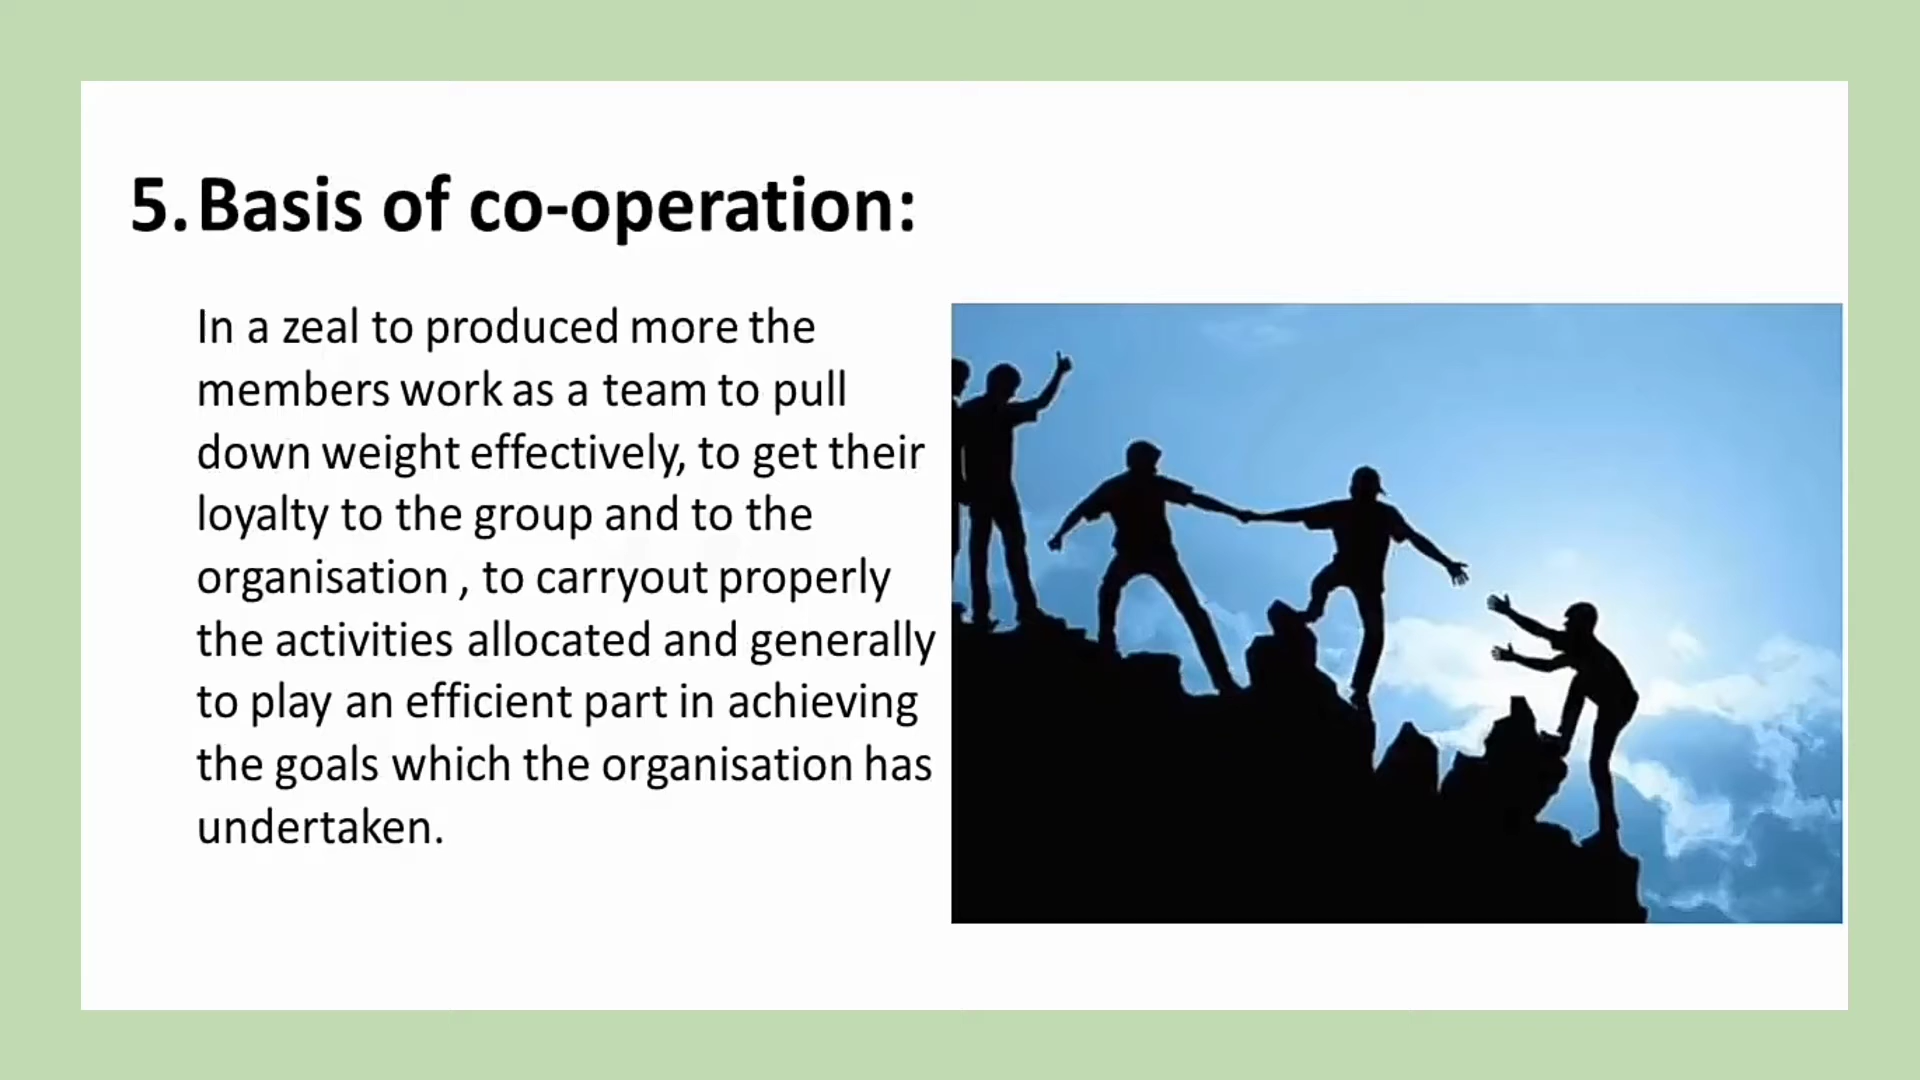 5. Basis of co-operation:
In a zeal to produced more the
members work as a team to pull
down weight effectively, to get their
loyalty to the group and to the
organisation , to carryout properly
the activities allocated and generally
to play an efficient part in achieving
the goals which the organisation has
undertaken.